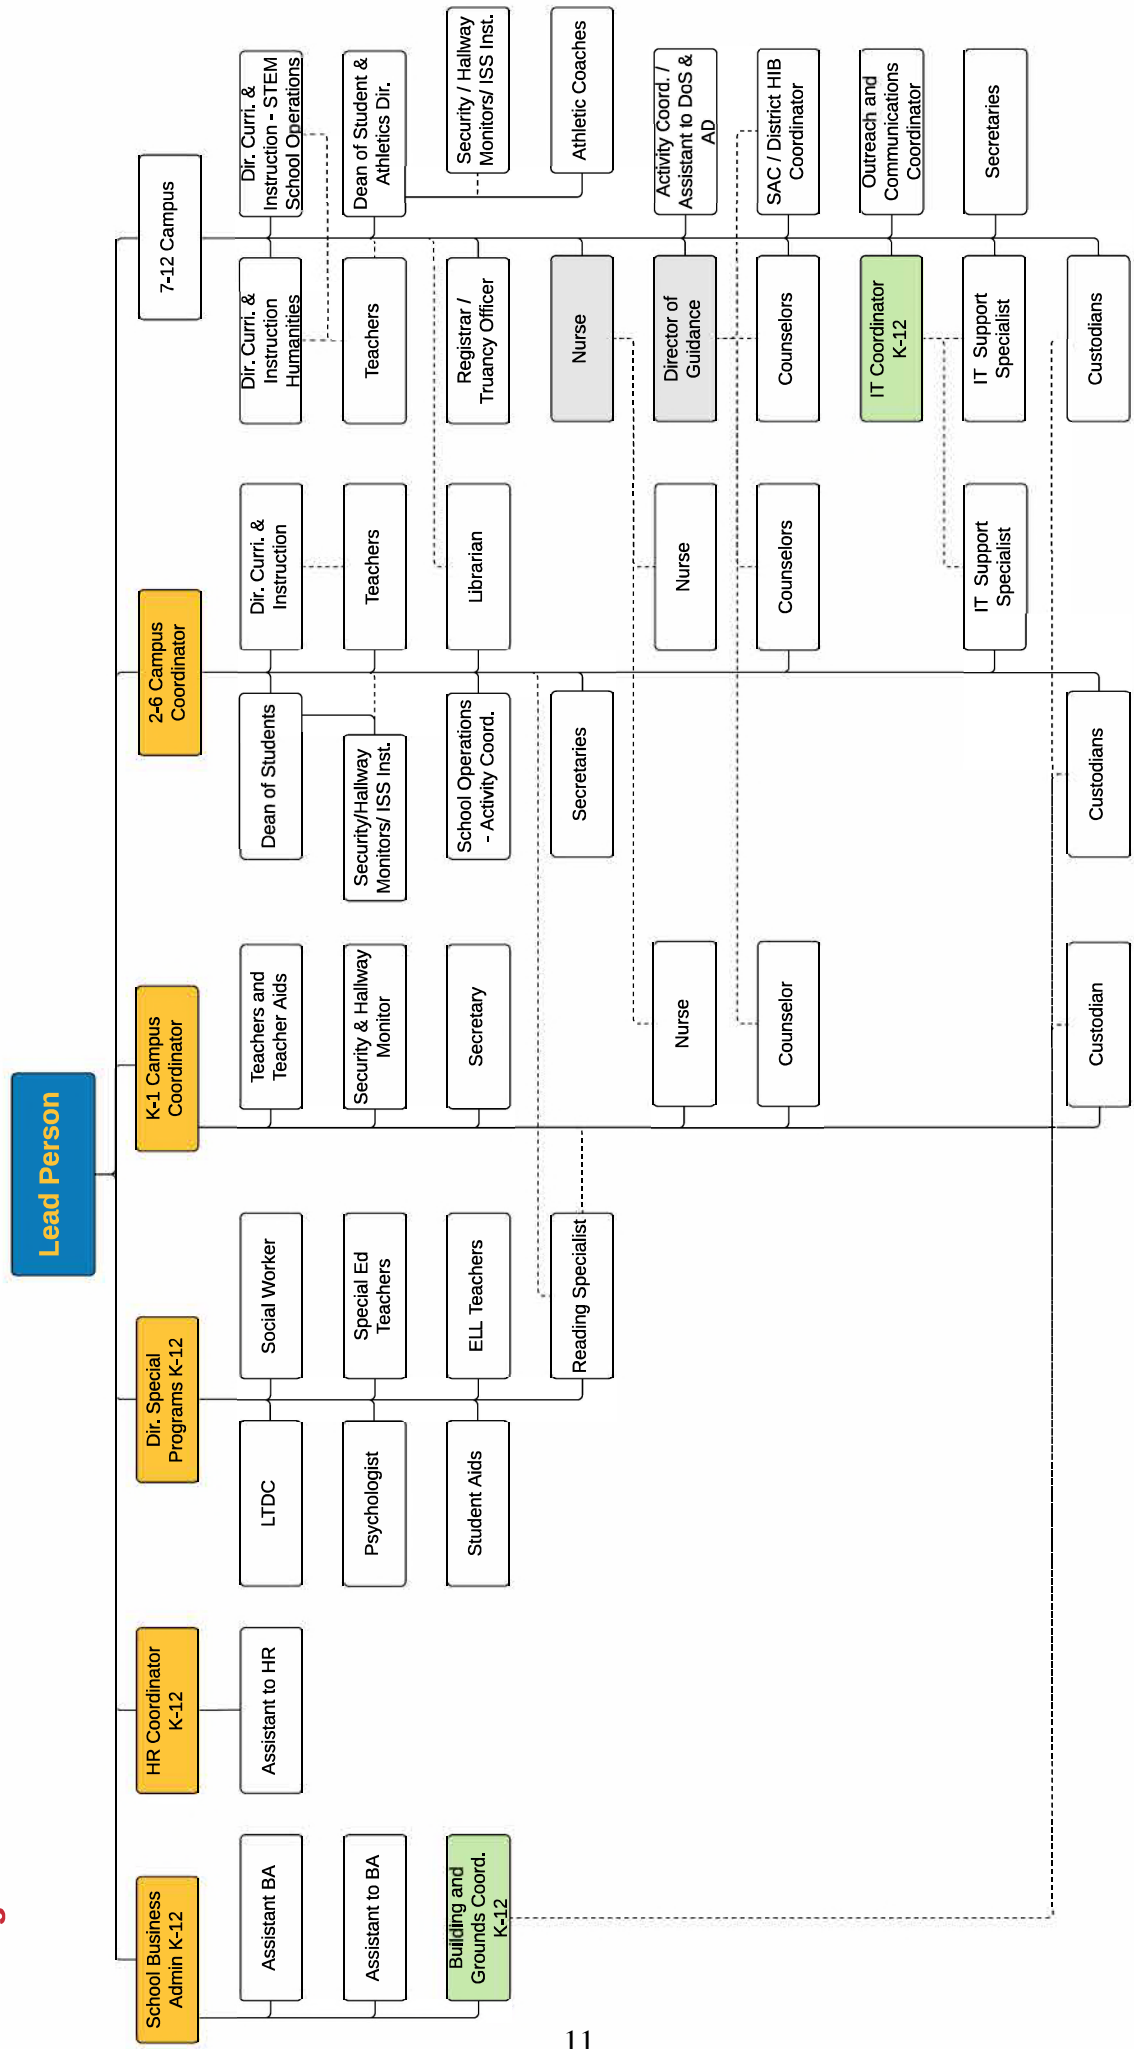 Lead Person
School Business
Admin K-12
HR Coordinator
K-12
Dir. Special
Programs K-12
K-1 Campus
Coordinator
2-6 Campus
Coordinator
7-12 Campus
Assistant BA
Assistant to BA
Building and
Grounds Coord.
K-12
Assistant to HR
LTDC
Social Worker
Psychologist
Special Ed
Teachers
Student Aids
ELL Teachers
Reading Specialist
Teachers and
Teacher Aids
Security & Hallway
Monitor
Secretary
Nurse
Counselor
Custodian
Dean of Students
Dir. Curri. &
Instruction
Security/Hallway
Monitors/ ISS Inst.
Teachers
School Operations
- Activity Coord.
Librarian
Secretaries
Nurse
Counselors
IT Support
Specialist
Custodians
Dir. Curri. &
Instruction
Humanities
Dir. Curri. &
Instruction - STEM
School Operations
Teachers
Dean of Student &
Athletics Dir.
Registrar /
Truancy Officer
Security / Hallway
Monitors/ ISS Inst.
Nurse
Athletic Coaches
Director of
Guidance
Activity Coord. /
Assistant to DoS &
AD
Counselors
SAC / District HIB
Coordinator
IT Coordinator
K-12
Outreach and
Communications
Coordinator
IT Support
Specialist
Secretaries
Custodians
11